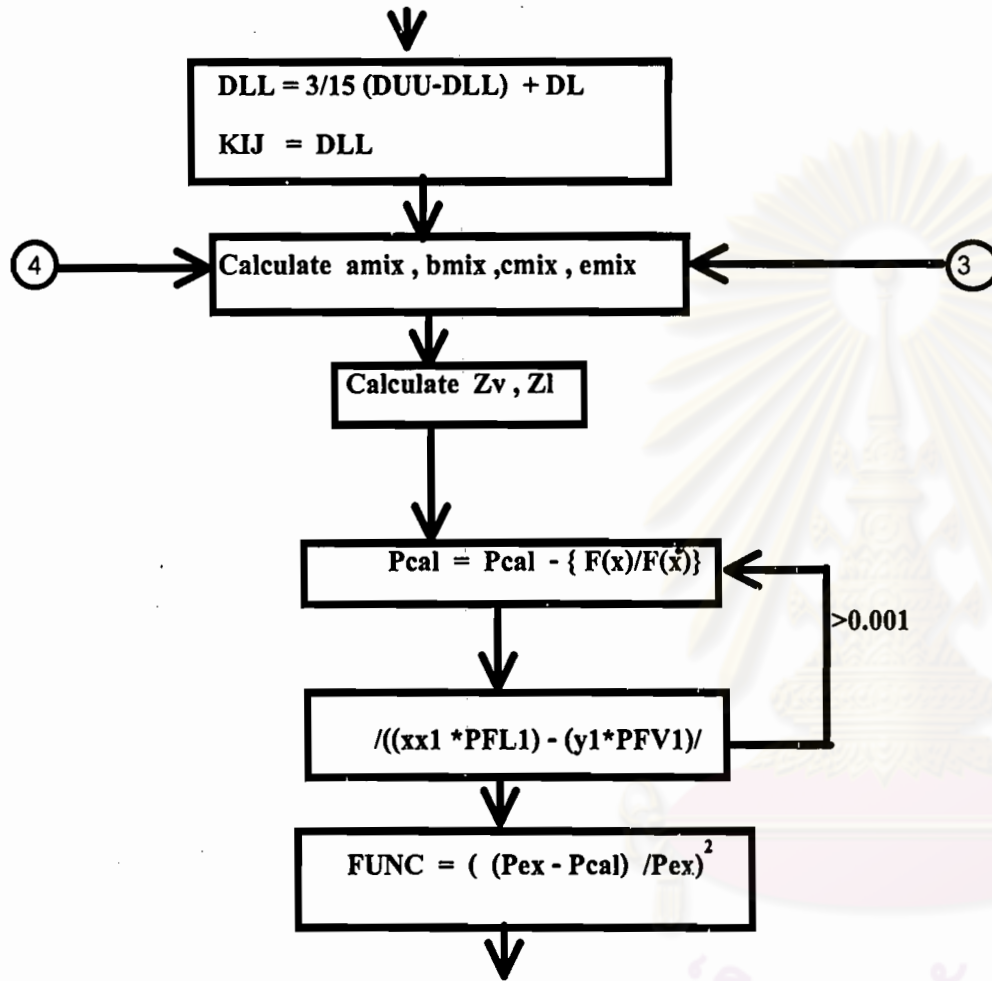 DLL = 3/15 (DUU-DLL) + DL
KIJ = DLL
4
Calculate amix , bmix ,cmix , emix
3
Calculate Zv , Zl
Pcal = Pcal - { F(x)/F(x́)}
>0.001
/((xx1 *PFL1) - (y1*PFV1)/
FUNC = ( (Pex - Pcal) /Pex)²